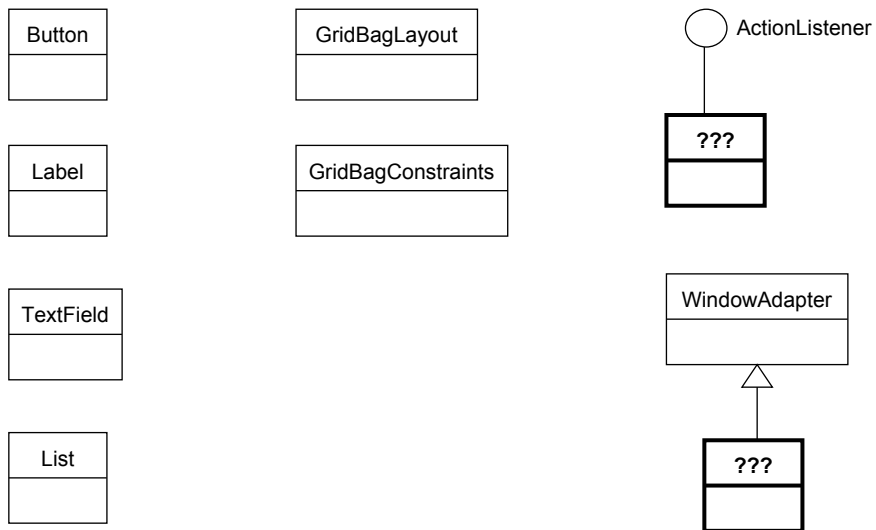 Button
GridBagLayout
ActionListener
???
Label
GridBagConstraints
TextField
WindowAdapter
List
???